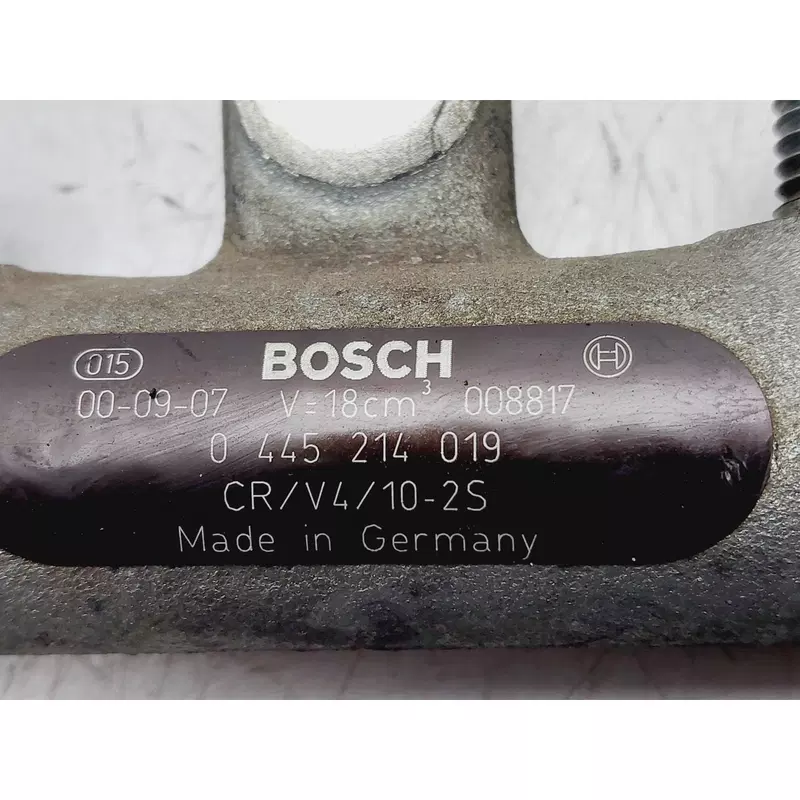 015 BOSCH
00-09-07 V=18cm³ 008817
0 445 214 019
CR/V4/10-2S
Made in Germany